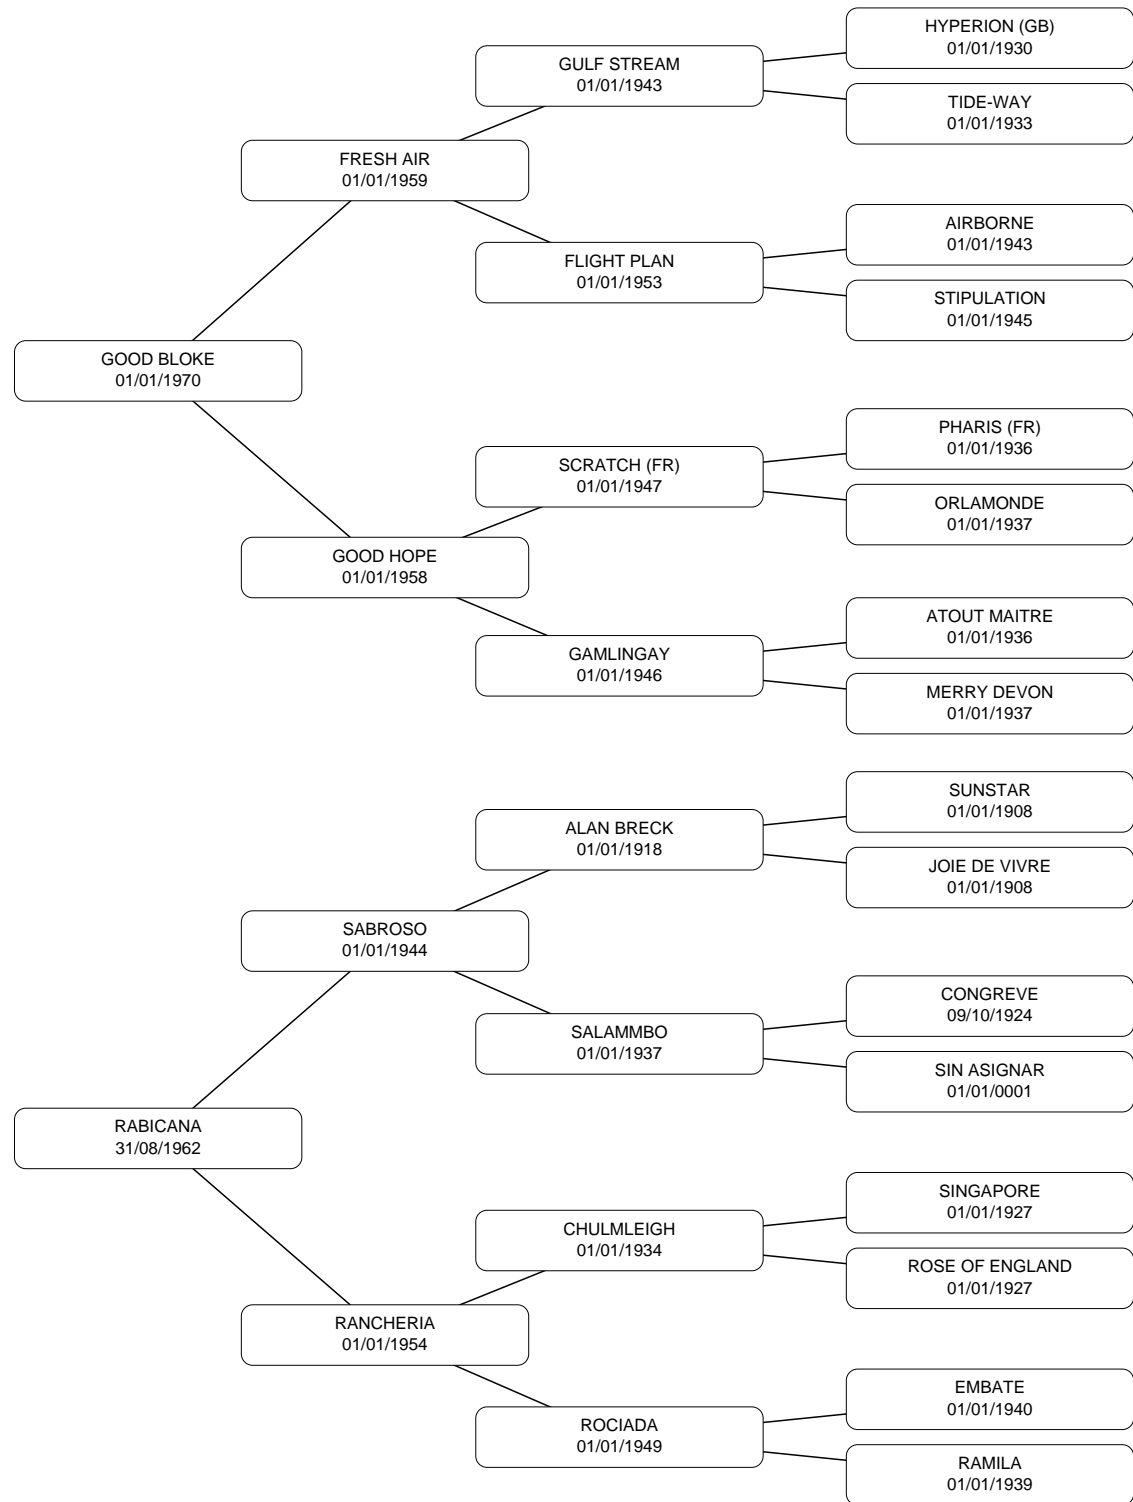 HYPERION (GB)
01/01/1930
GULF STREAM
01/01/1943
TIDE-WAY
01/01/1933
FRESH AIR
01/01/1959
AIRBORNE
01/01/1943
FLIGHT PLAN
01/01/1953
STIPULATION
01/01/1945
GOOD BLOKE
01/01/1970
PHARIS (FR)
01/01/1936
SCRATCH (FR)
01/01/1947
ORLAMONDE
01/01/1937
GOOD HOPE
01/01/1958
ATOUT MAITRE
01/01/1936
GAMLINGAY
01/01/1946
MERRY DEVON
01/01/1937
SUNSTAR
01/01/1908
ALAN BRECK
01/01/1918
JOIE DE VIVRE
01/01/1908
SABROSO
01/01/1944
CONGREVE
09/10/1924
SALAMMBO
01/01/1937
SIN ASIGNAR
01/01/0001
RABICANA
31/08/1962
SINGAPORE
01/01/1927
CHULMLEIGH
01/01/1934
ROSE OF ENGLAND
01/01/1927
RANCHERIA
01/01/1954
EMBATE
01/01/1940
ROCIADA
01/01/1949
RAMILA
01/01/1939